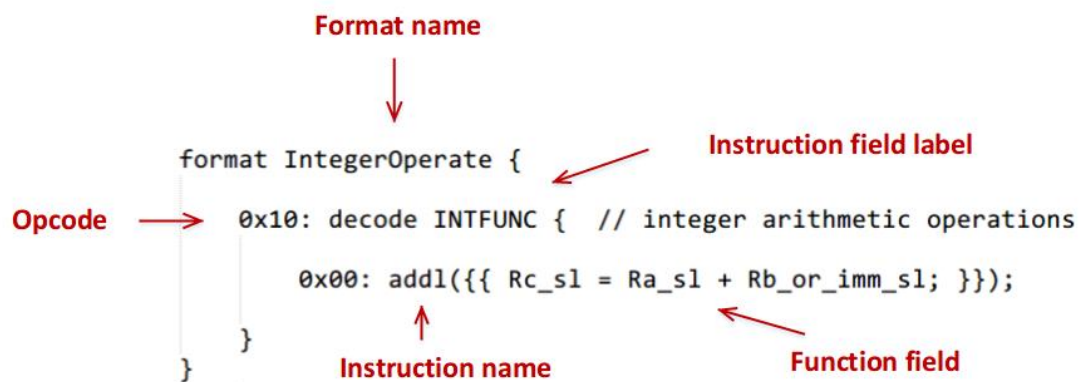 Format name
Instruction field label
format IntegerOperate {
Opcode
0x10: decode INTFUNC {  // integer arithmetic operations
0x00: addl({{ Rc_sl = Ra_sl + Rb_or_imm_sl; }});
}
Instruction name
Function field
}